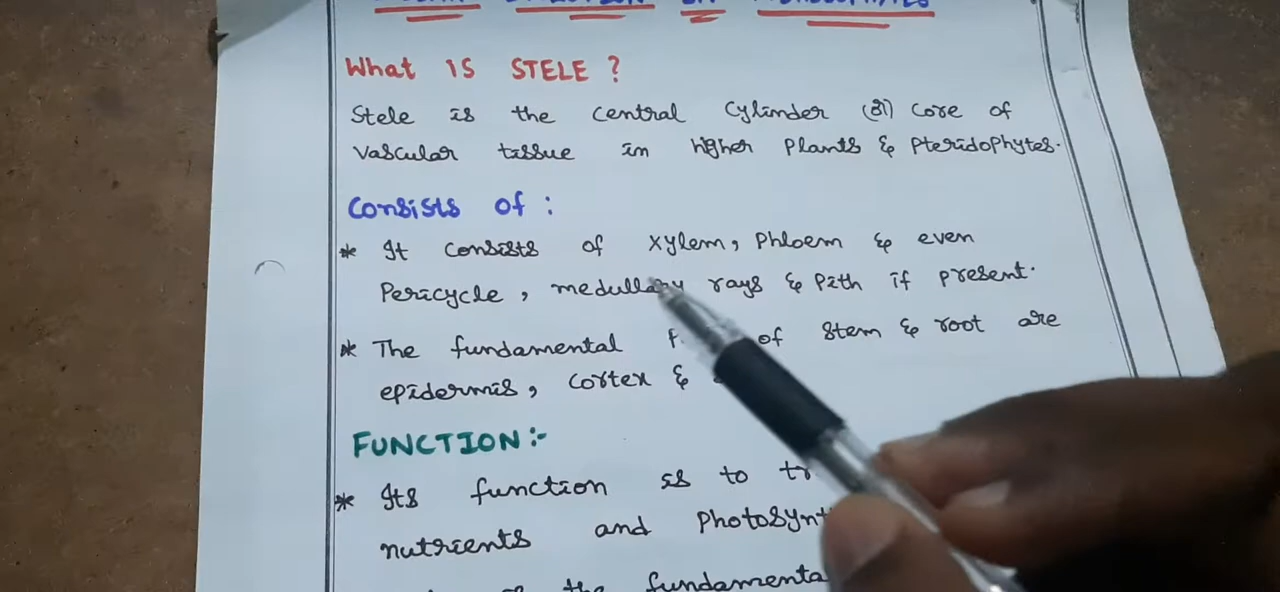 What IS STELE ?
Stele is the central Cylinder (or) Core of
Vascular tissue in higher Plants & Pteridophytes.
Consists of :
* It consists of Xylem, Phloem & even
Pericycle, medullary rays & Pith if present.
* The fundamental of Stem & root are
epidermis, Cortex &
FUNCTION :-
* Its function is to
nutrients and
the fundamental